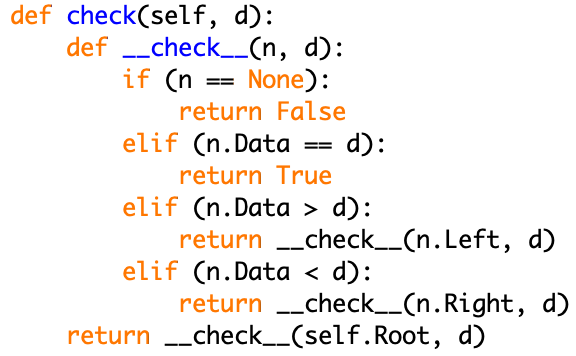 def check(self, d):
    def __check__(n, d):
        if (n == None):
            return False
        elif (n.Data == d):
            return True
        elif (n.Data > d):
            return __check__(n.Left, d)
        elif (n.Data < d):
            return __check__(n.Right, d)
    return __check__(self.Root, d)